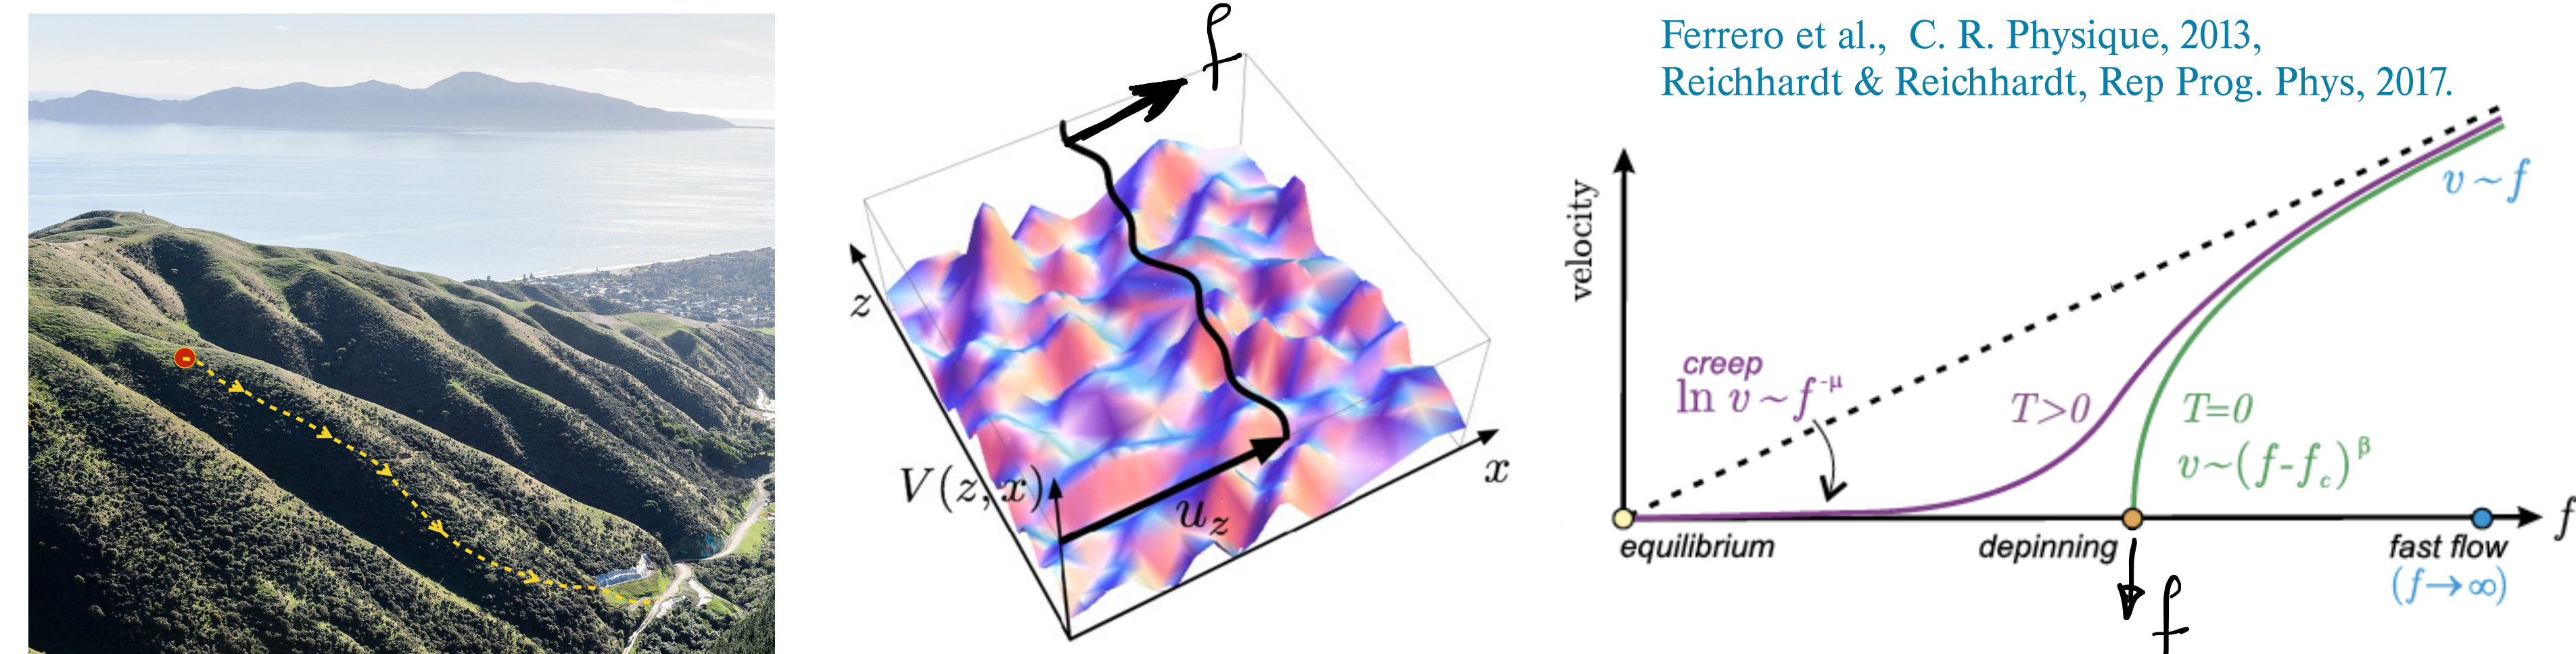 f
z
V(z,x)
u_z
x
Ferrero et al., C. R. Physique, 2013,
Reichhardt & Reichhardt, Rep Prog. Phys, 2017.
velocity
v ~ f
creep
ln v ~ f^{-μ}
T>0
T=0
v~(f-f_c)^β
f
equilibrium
depinning
fast flow
(f→∞)
f